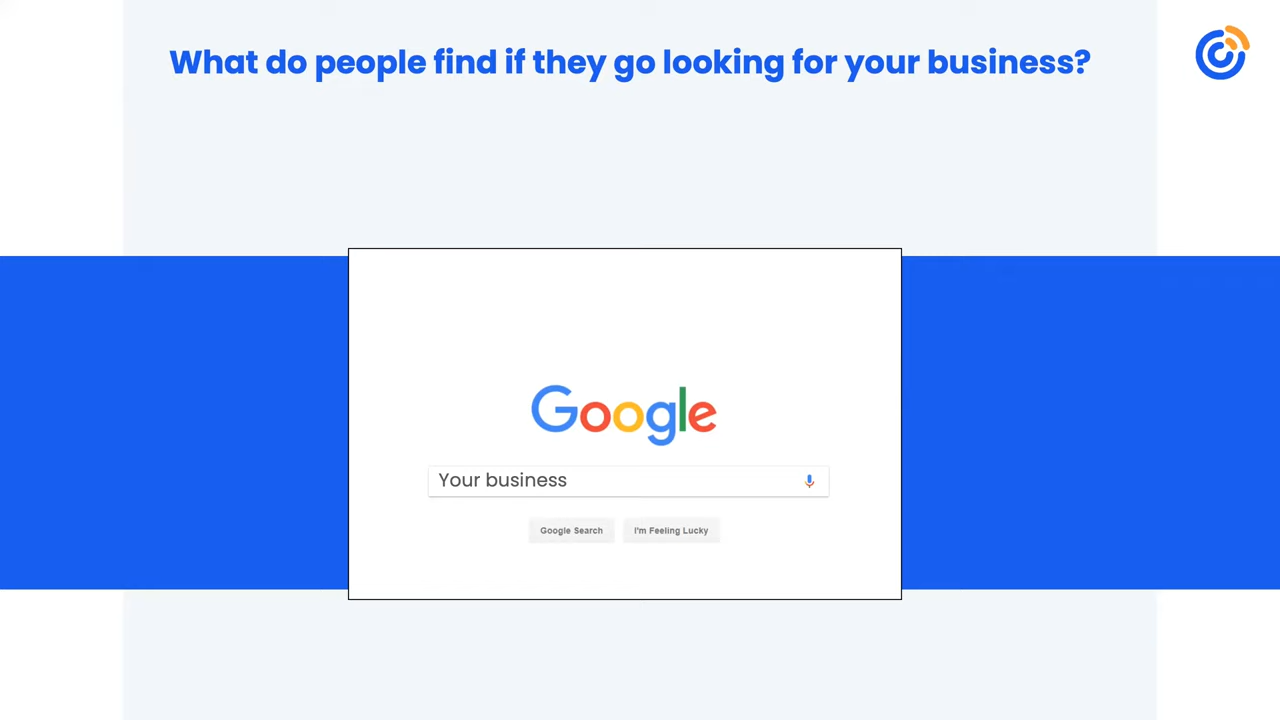 What do people find if they go looking for your business?
Google
Your business
Google Search
I'm Feeling Lucky